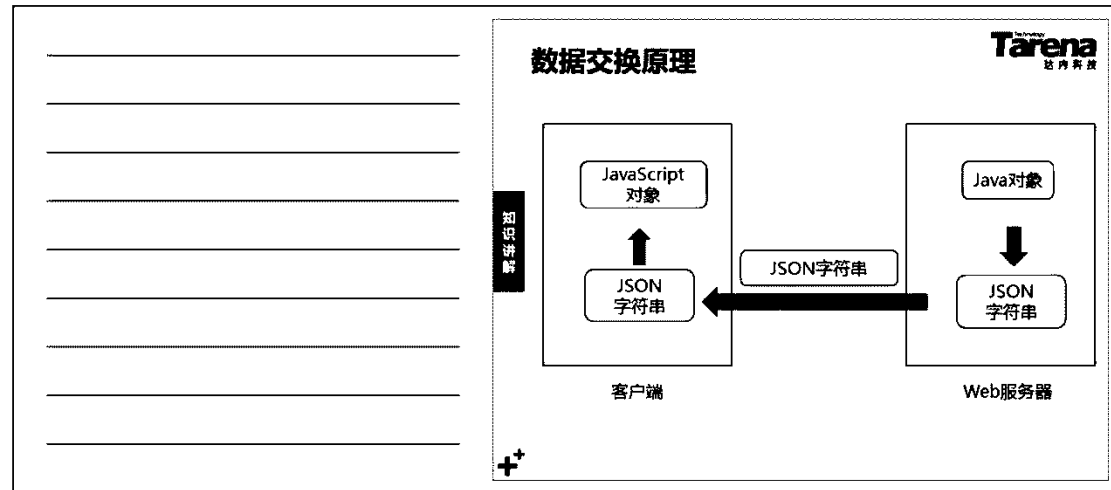 数据交换原理
Technology
Tarena
达内科技
知识讲解
JavaScript
对象
JSON
字符串
客户端
JSON字符串
Java对象
JSON
字符串
Web服务器